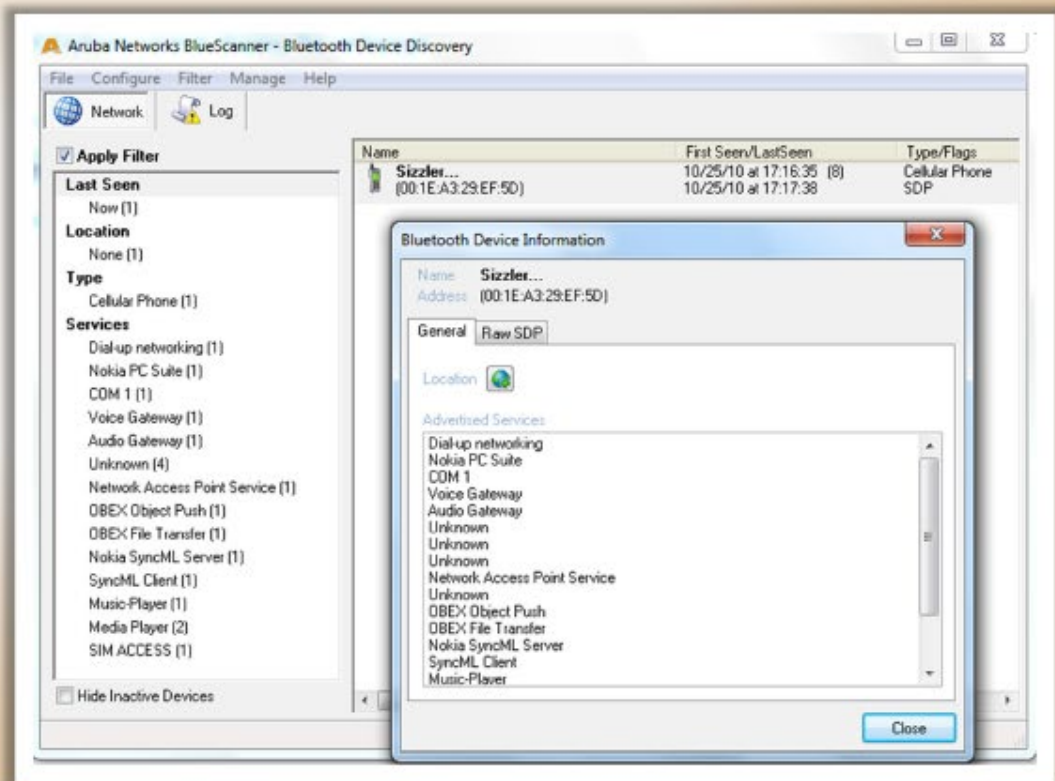 Aruba Networks BlueScanner - Bluetooth Device Discovery
File Configure Filter Manage Help
Network Log
Apply Filter
Last Seen
Now (1)
Location
None (1)
Type
Cellular Phone (1)
Services
Dial-up networking (1)
Nokia PC Suite (1)
COM 1 (1)
Voice Gateway (1)
Audio Gateway (1)
Unknown (4)
Network Access Point Service (1)
OBEX Object Push (1)
OBEX File Transfer (1)
Nokia SyncML Server (1)
SyncML Client (1)
Music-Player (1)
Media Player (2)
SIM ACCESS (1)
Hide Inactive Devices
Name First Seen/LastSeen Type/Flags
Sizzler... 10/25/10 at 17:16:35 (8) Cellular Phone
(00:1E:A3:29:EF:5D) 10/25/10 at 17:17:38 SDP
Bluetooth Device Information
Name Sizzler...
Address (00:1E:A3:29:EF:5D)
General Raw SDP
Location
Advertised Services
Dial-up networking
Nokia PC Suite
COM 1
Voice Gateway
Audio Gateway
Unknown
Unknown
Unknown
Network Access Point Service
Unknown
OBEX Object Push
OBEX File Transfer
Nokia SyncML Server
SyncML Client
Music-Player
Close